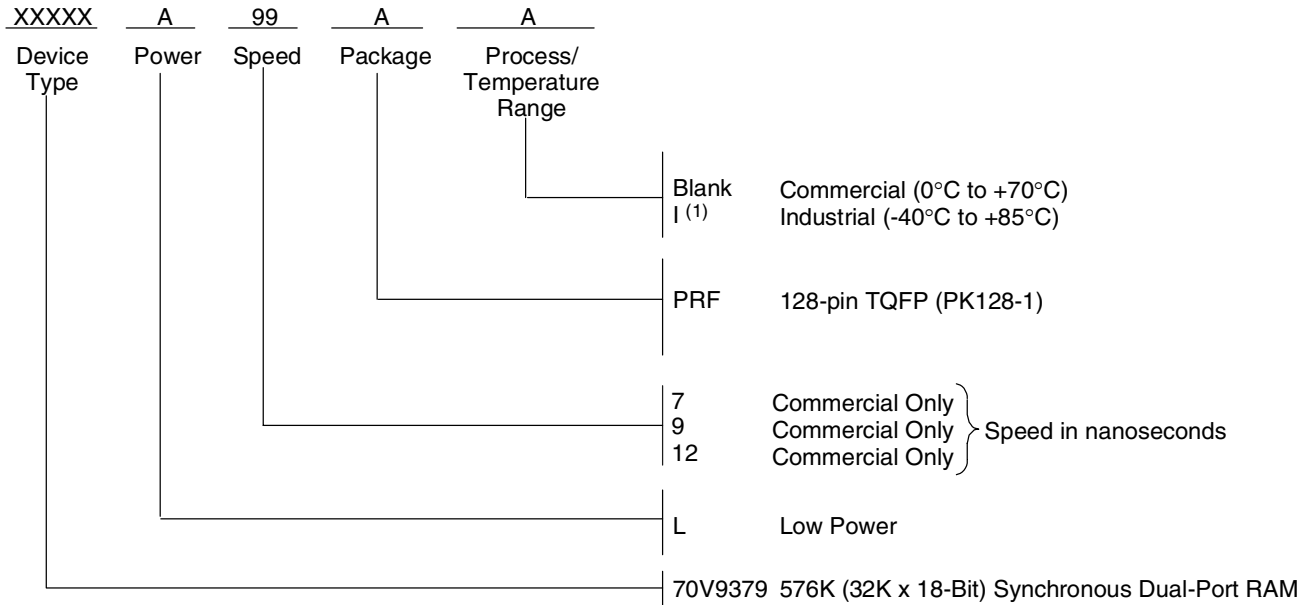 XXXXX A 99 A A
Device Type Power Speed Package Process/ Temperature Range
Blank Commercial (0°C to +70°C)
I (1) Industrial (-40°C to +85°C)
PRF 128-pin TQFP (PK128-1)
7 Commercial Only
9 Commercial Only Speed in nanoseconds
12 Commercial Only
L Low Power
70V9379 576K (32K x 18-Bit) Synchronous Dual-Port RAM